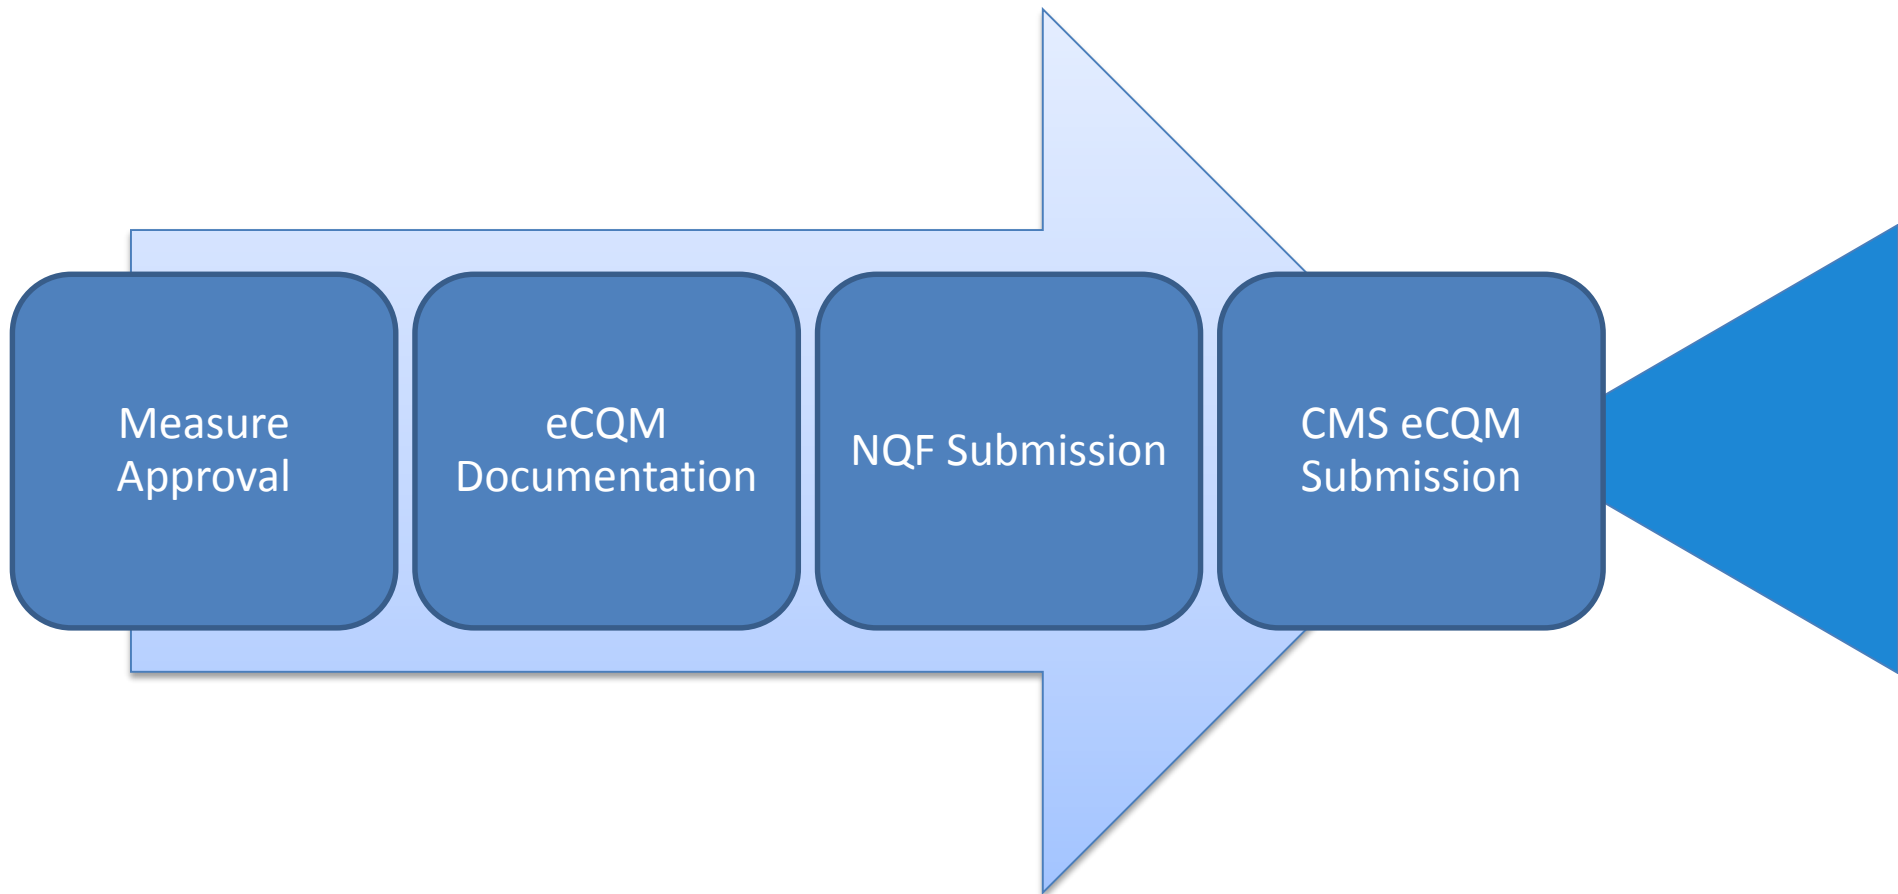 Measure
Approval
eCQM
Documentation
NQF Submission
CMS eCQM
Submission